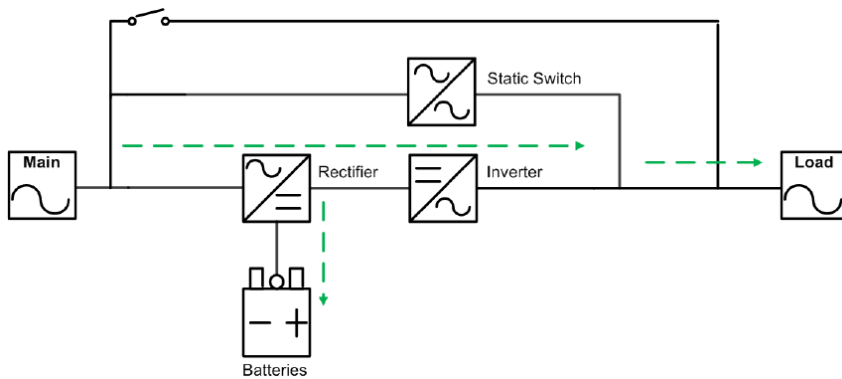 Static Switch
Main
Rectifier
Inverter
Load
Batteries